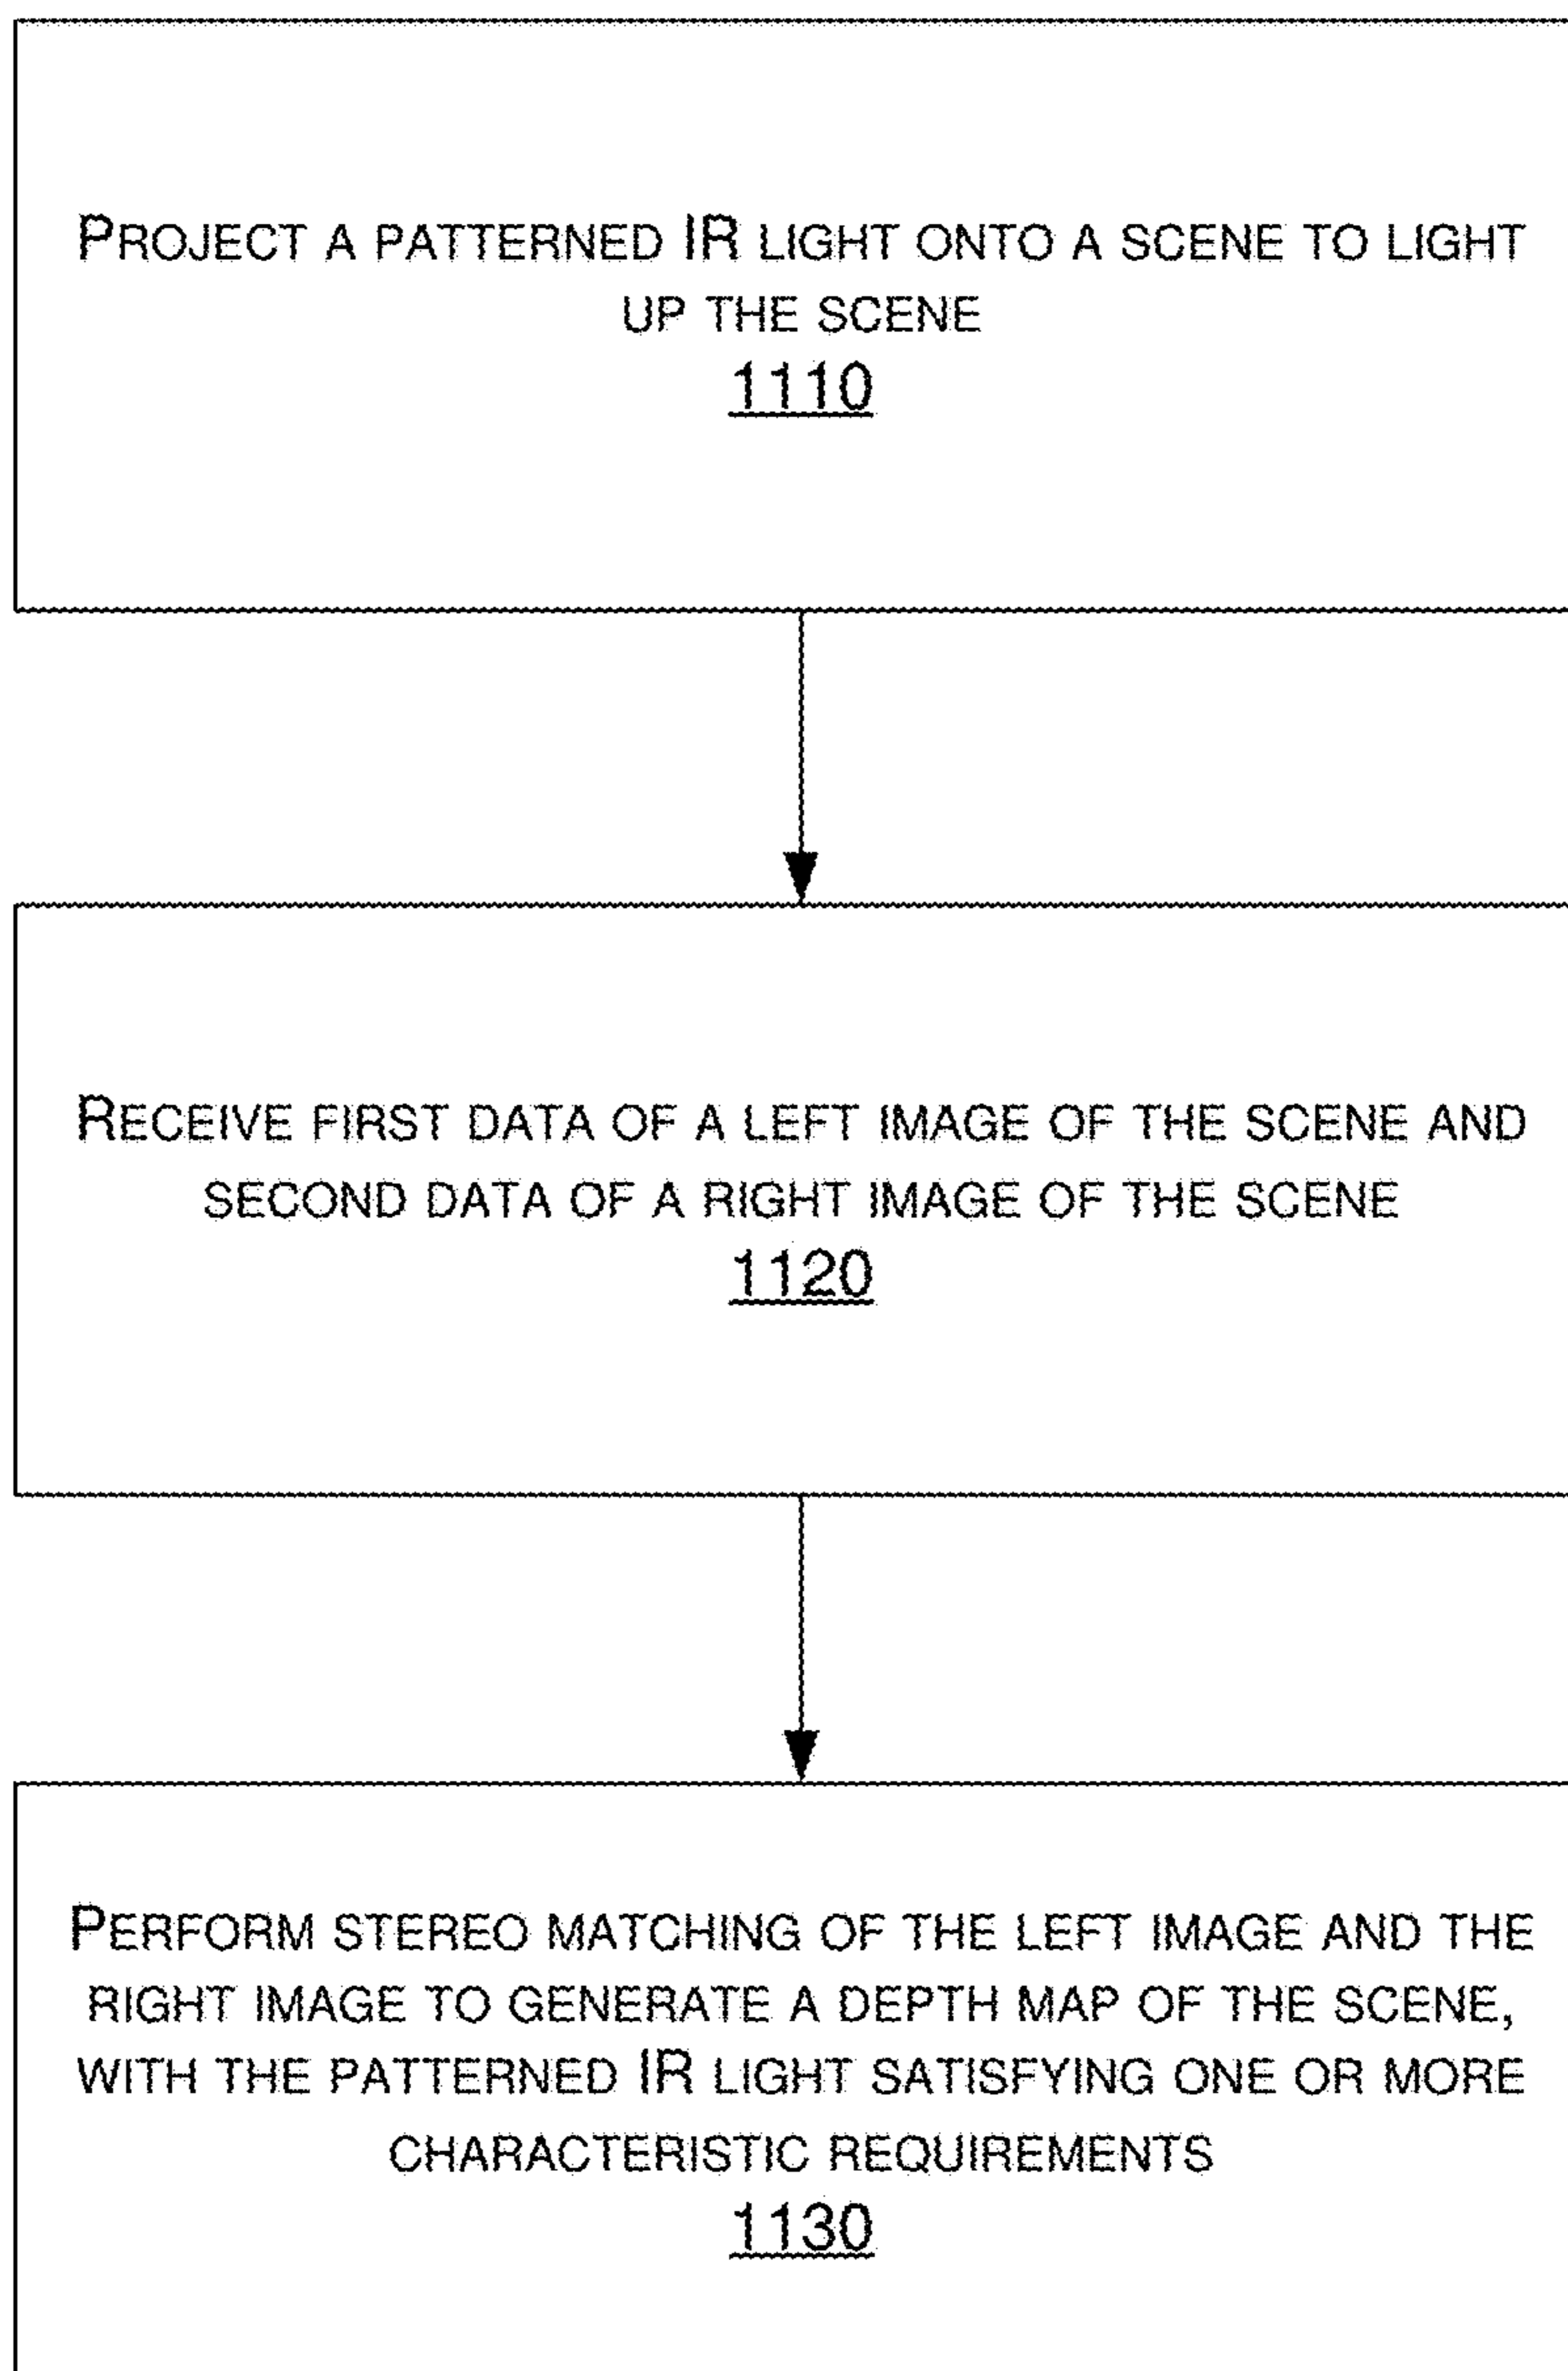 PROJECT A PATTERNED IR LIGHT ONTO A SCENE TO LIGHT
UP THE SCENE
1110
RECEIVE FIRST DATA OF A LEFT IMAGE OF THE SCENE AND
SECOND DATA OF A RIGHT IMAGE OF THE SCENE
1120
PERFORM STEREO MATCHING OF THE LEFT IMAGE AND THE
RIGHT IMAGE TO GENERATE A DEPTH MAP OF THE SCENE,
WITH THE PATTERNED IR LIGHT SATISFYING ONE OR MORE
CHARACTERISTIC REQUIREMENTS
1130